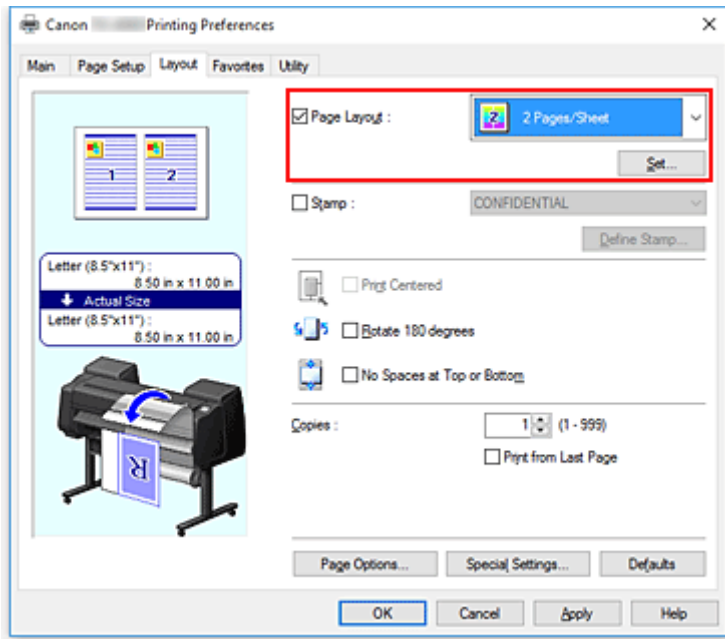 Canon Printing Preferences
Main Page Setup Layout Favorites Utility
1 2
Letter (8.5"x11") :
8.50 in x 11.00 in
Actual Size
Letter (8.5"x11") :
8.50 in x 11.00 in
R
Page Layout : 2 2 Pages/Sheet
Set...
Stamp : CONFIDENTIAL
Define Stamp...
Print Centered
Rotate 180 degrees
No Spaces at Top or Bottom
Copies : 1 (1 - 999)
Print from Last Page
Page Options... Special Settings... Defaults
OK Cancel Apply Help